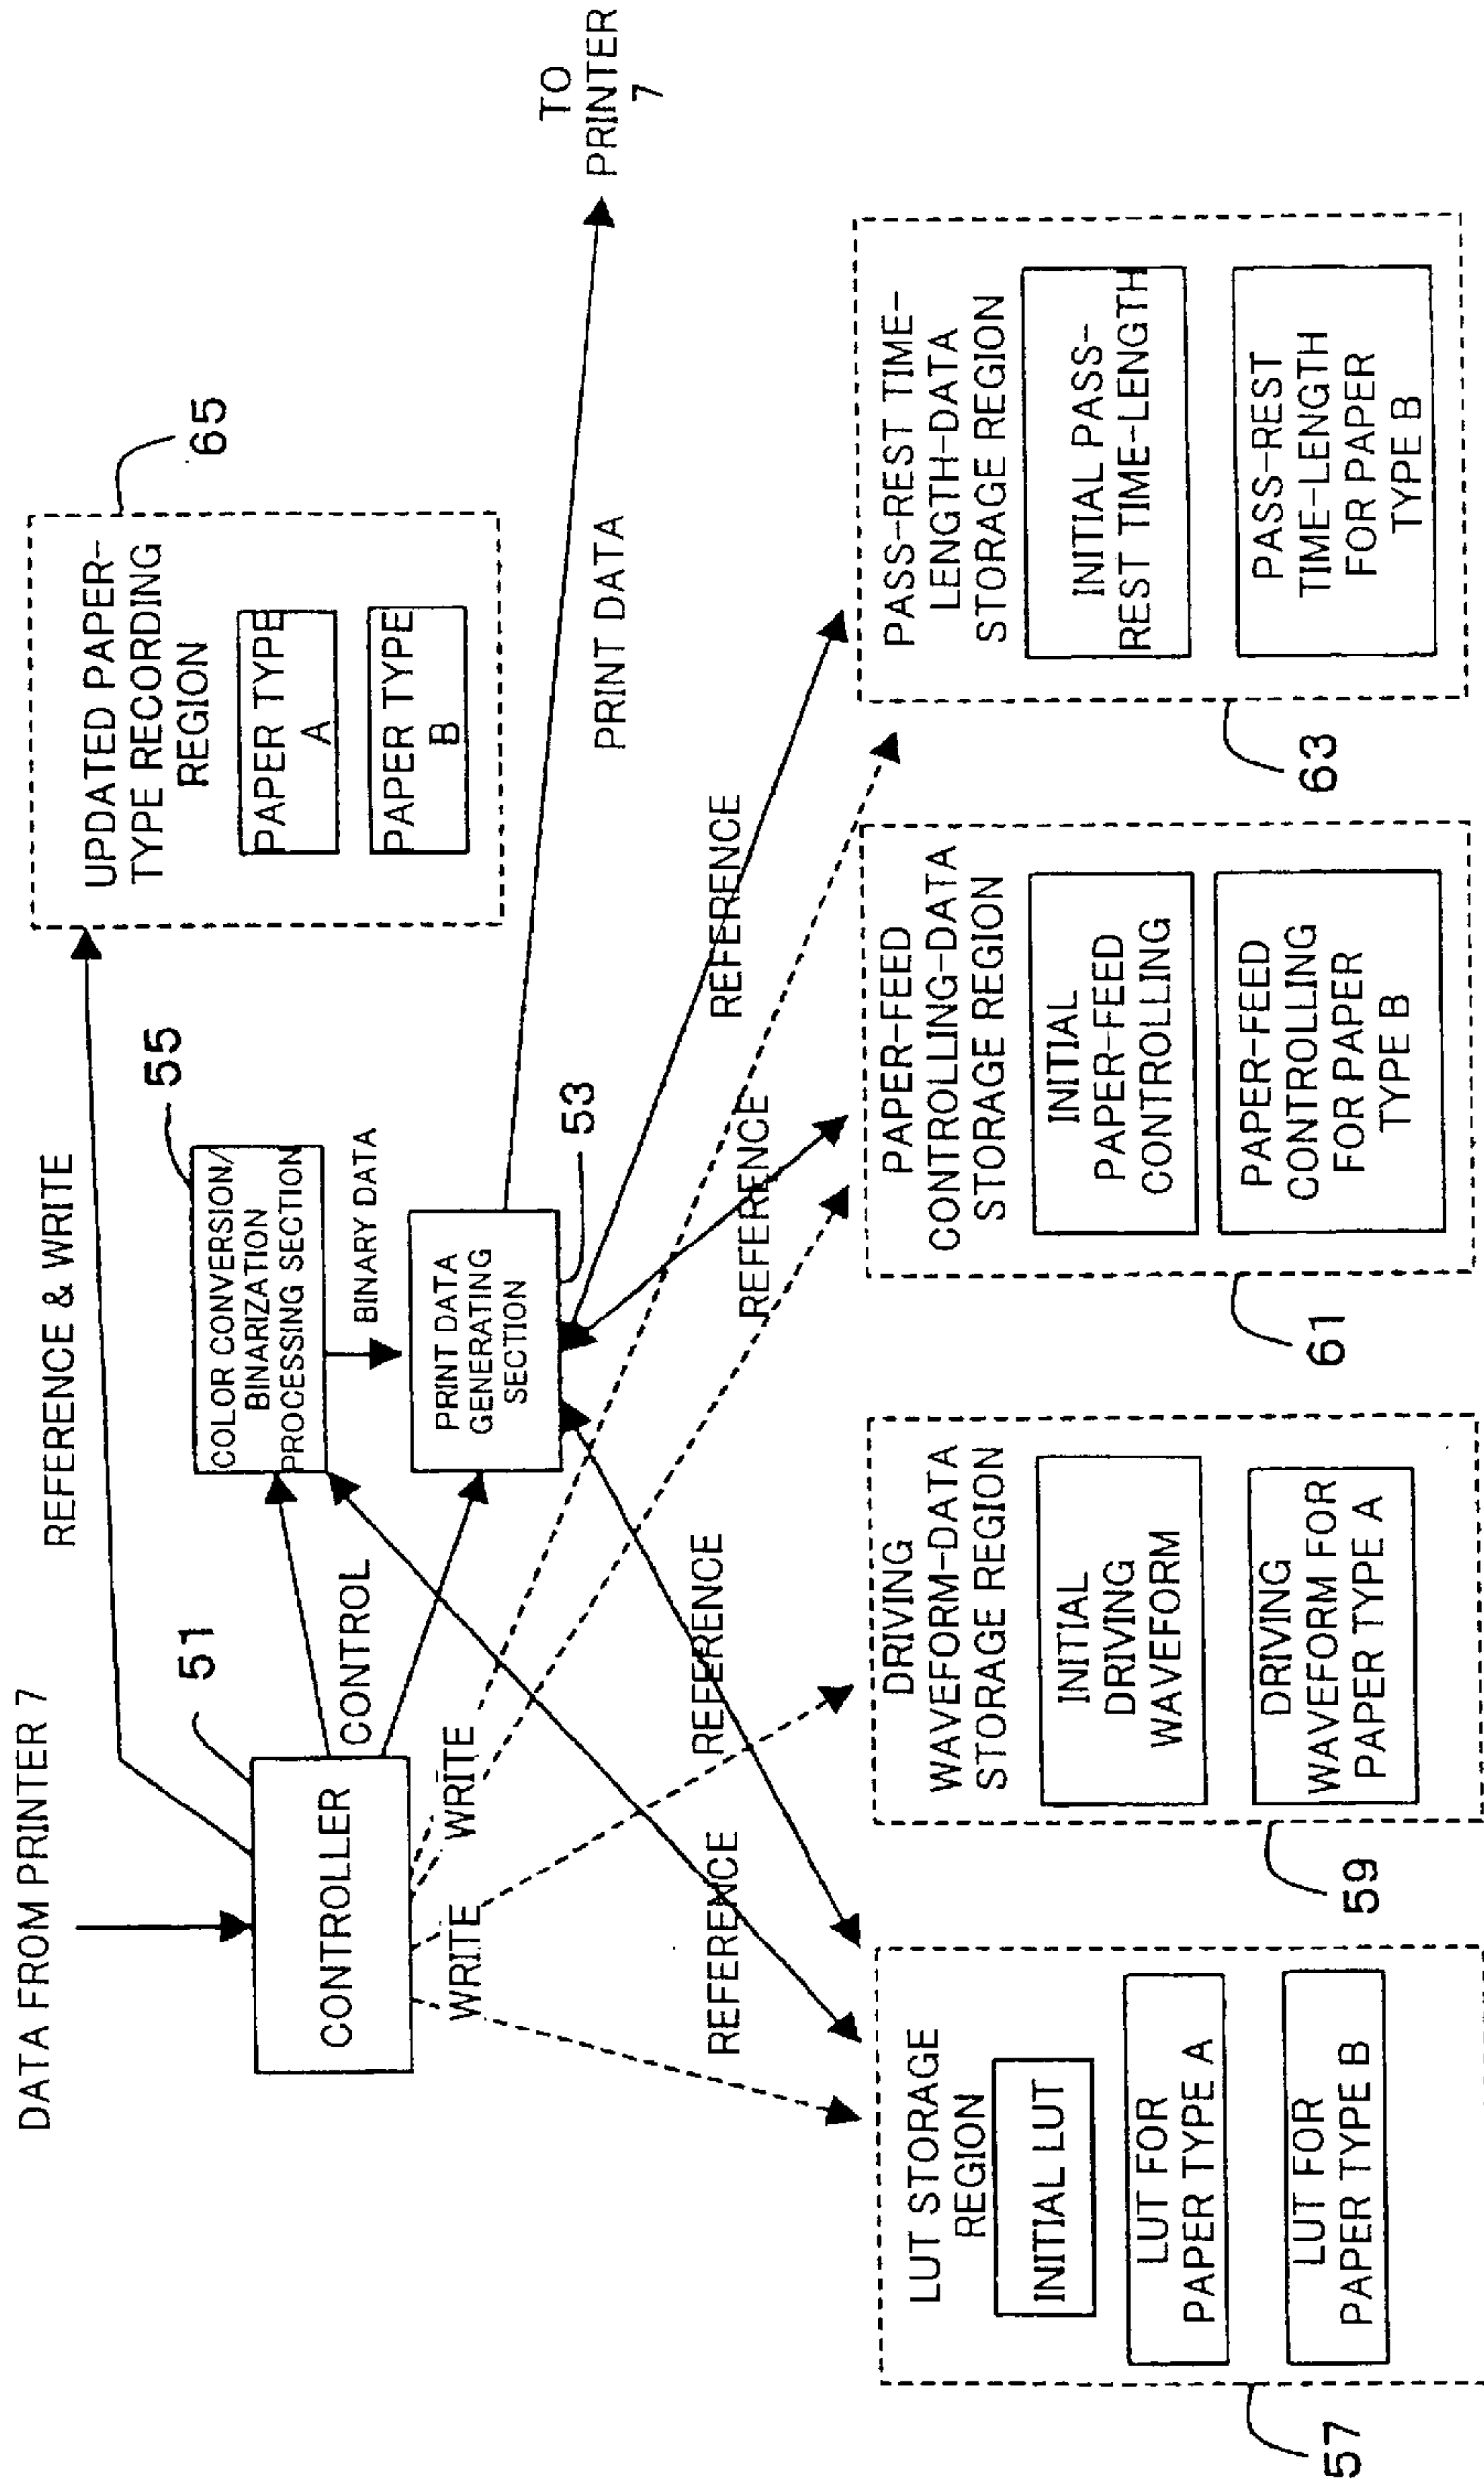 DATA FROM PRINTER 7
51
CONTROLLER
REFERENCE & WRITE
UPDATED PAPER-
TYPE RECORDING
REGION
PAPER TYPE
A
PAPER TYPE
B
65
55
COLOR CONVERSION/
BINARIZATION
PROCESSING SECTION
CONTROL
BINARY DATA
PRINT DATA
GENERATING
SECTION
53
PRINT DATA
TO
PRINTER
7
WRITE
WRITE
REFERENCE
REFERENCE
REFERENCE
REFERENCE
LUT STORAGE
REGION
INITIAL LUT
LUT FOR
PAPER TYPE A
LUT FOR
PAPER TYPE B
57
DRIVING
WAVEFORM-DATA
STORAGE REGION
INITIAL
DRIVING
WAVEFORM
DRIVING
WAVEFORM FOR
PAPER TYPE A
59
PAPER-FEED
CONTROLLING-DATA
STORAGE REGION
INITIAL
PAPER-FEED
CONTROLLING
PAPER-FEED
CONTROLLING
FOR PAPER
TYPE B
61
PASS-REST TIME-
LENGTH-DATA
STORAGE REGION
INITIAL PASS-
REST TIME-LENGTH
PASS-REST
TIME-LENGTH
FOR PAPER
TYPE B
63